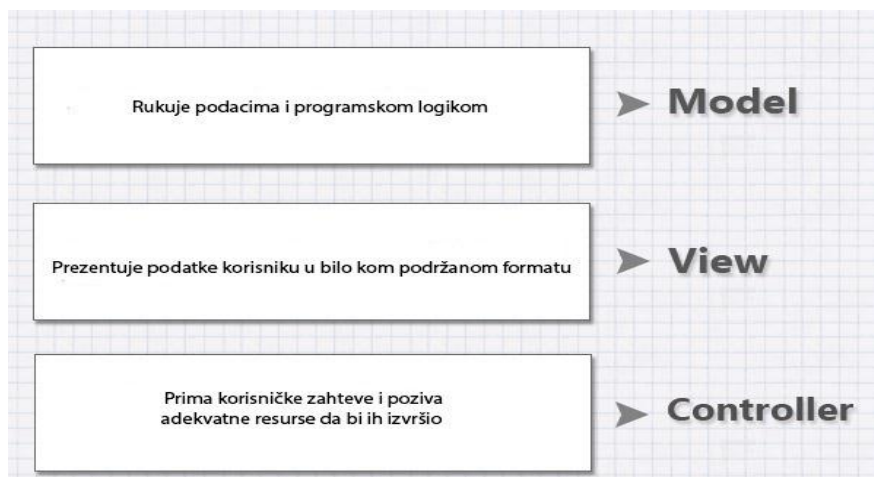 Rukuje podacima i programskom logikom
Model
Prezentuje podatke korisniku u bilo kom podržanom formatu
View
Prima korisničke zahteve i poziva
adekvatne resurse da bi ih izvršio
Controller